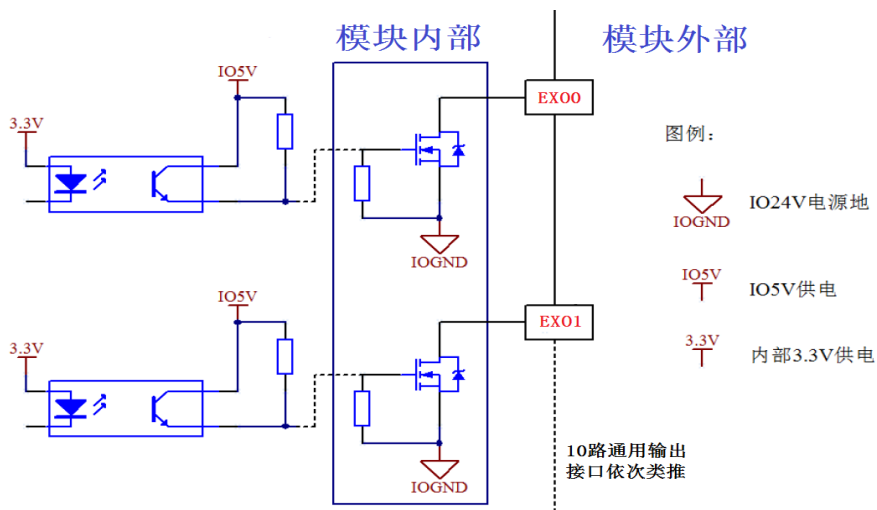 模块内部
模块外部
IO5V
3.3V
EXO0
图例：
IO24V电源地
IOGND
IOGND
IO5V
IO5V供电
IO5V
3.3V
EXO1
3.3V
内部3.3V供电
10路通用输出
接口依次类推
IOGND